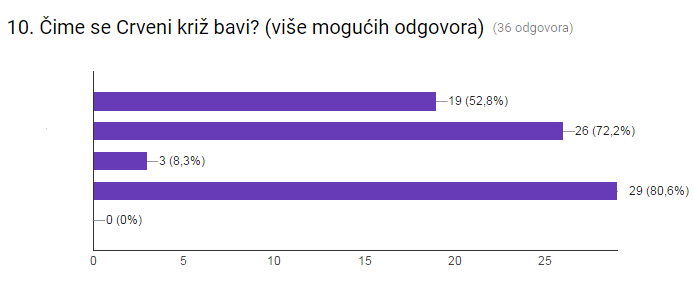 10. Čime se Crveni križ bavi? (više mogućih odgovora) (36 odgovora)
19 (52,8%)
26 (72,2%)
3 (8,3%)
29 (80,6%)
0 (0%)
0 5 10 15 20 25